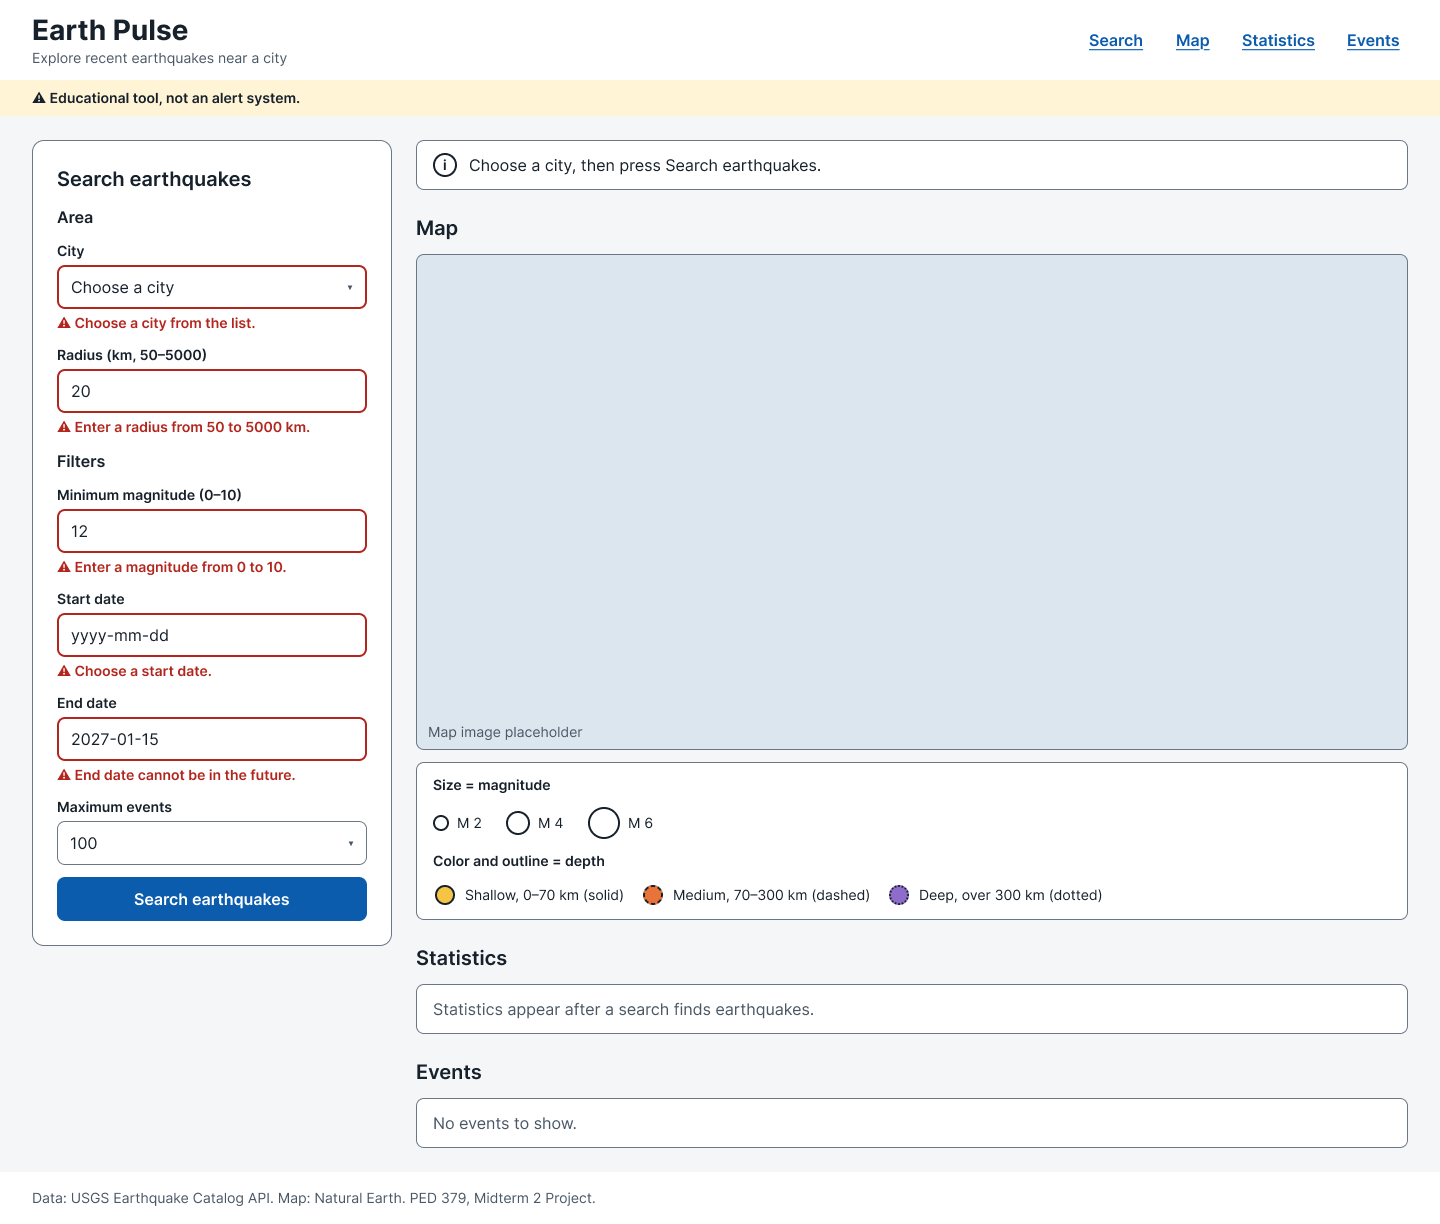 Earth Pulse
Explore recent earthquakes near a city
Search Map Statistics Events
⚠ Educational tool, not an alert system.
Search earthquakes
Area
City
Choose a city
⚠ Choose a city from the list.
Radius (km, 50–5000)
20
⚠ Enter a radius from 50 to 5000 km.
Filters
Minimum magnitude (0–10)
12
⚠ Enter a magnitude from 0 to 10.
Start date
yyyy-mm-dd
⚠ Choose a start date.
End date
2027-01-15
⚠ End date cannot be in the future.
Maximum events
100
Search earthquakes
i Choose a city, then press Search earthquakes.
Map
Map image placeholder
Size = magnitude
M 2 M 4 M 6
Color and outline = depth
Shallow, 0–70 km (solid) Medium, 70–300 km (dashed) Deep, over 300 km (dotted)
Statistics
Statistics appear after a search finds earthquakes.
Events
No events to show.
Data: USGS Earthquake Catalog API. Map: Natural Earth. PED 379, Midterm 2 Project.